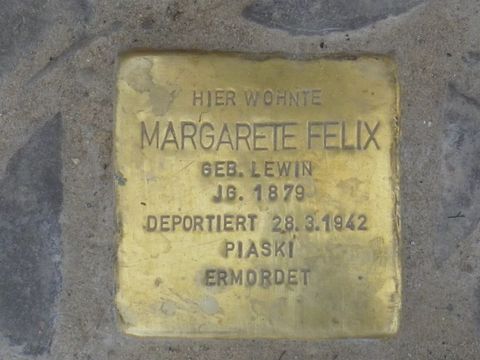 HIER WOHNTE
MARGARETE FELIX
GEB. LEWIN
JG. 1879
DEPORTIERT 28.3.1942
PIASKI
ERMORDET